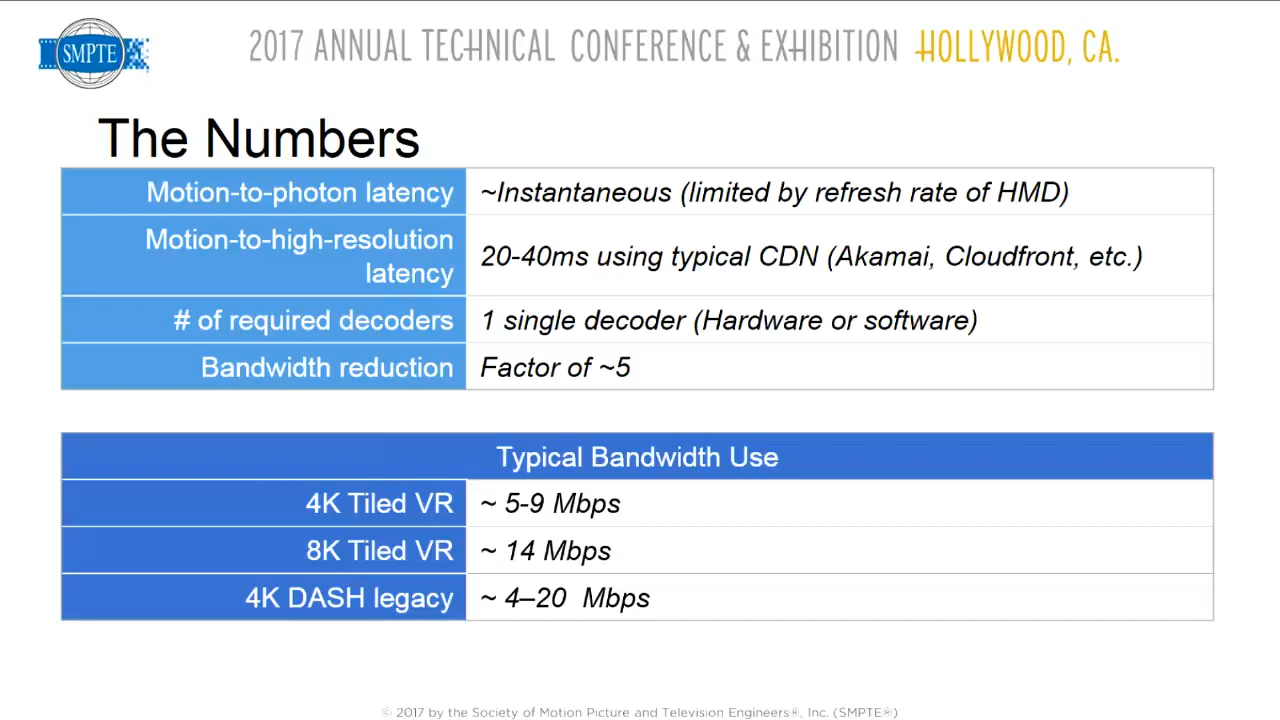 SMPTE
2017 ANNUAL TECHNICAL CONFERENCE & EXHIBITION HOLLYWOOD, CA.
The Numbers
Motion-to-photon latency ~Instantaneous (limited by refresh rate of HMD)
Motion-to-high-resolution
latency 20-40ms using typical CDN (Akamai, Cloudfront, etc.)
# of required decoders 1 single decoder (Hardware or software)
Bandwidth reduction Factor of ~5
Typical Bandwidth Use
4K Tiled VR ~ 5-9 Mbps
8K Tiled VR ~ 14 Mbps
4K DASH legacy ~ 4–20 Mbps
© 2017 by the Society of Motion Picture and Television Engineers®, Inc. (SMPTE®)